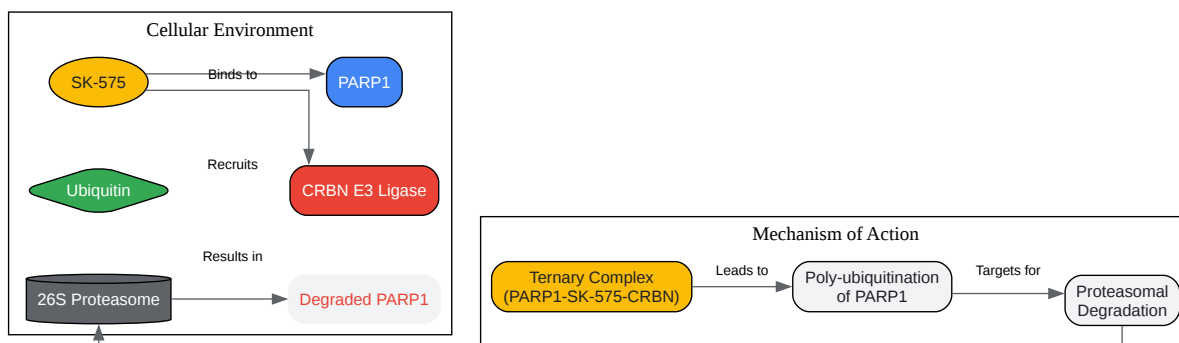 Cellular Environment
SK-575
Binds to
PARP1
Recruits
Ubiquitin
CRBN E3 Ligase
Results in
26S Proteasome
Degraded PARP1
Mechanism of Action
Ternary Complex
(PARP1-SK-575-CRBN)
Leads to
Poly-ubiquitination
of PARP1
Targets for
Proteasomal
Degradation